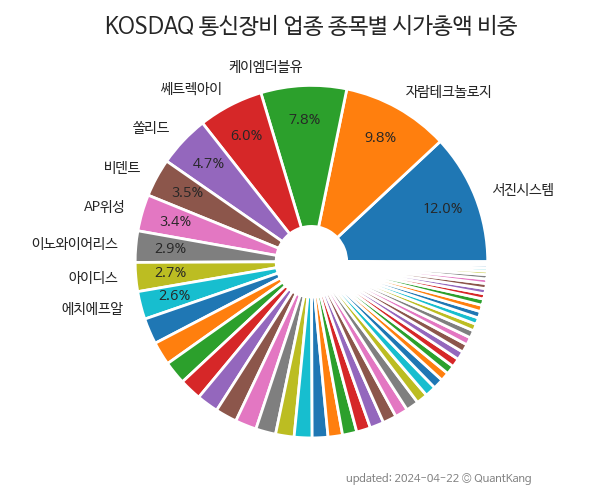 KOSDAQ 통신장비 업종 종목별 시가총액 비중
케이엠더블유
쎄트렉아이
자람테크놀로지
7.8%
쏠리드
6.0%
9.8%
4.7%
비덴트
3.5%
서진시스템
AP위성
12.0%
3.4%
이노와이어리스
2.9%
아이디스
2.7%
에치에프알
2.6%
updated: 2024-04-22 © QuantKang